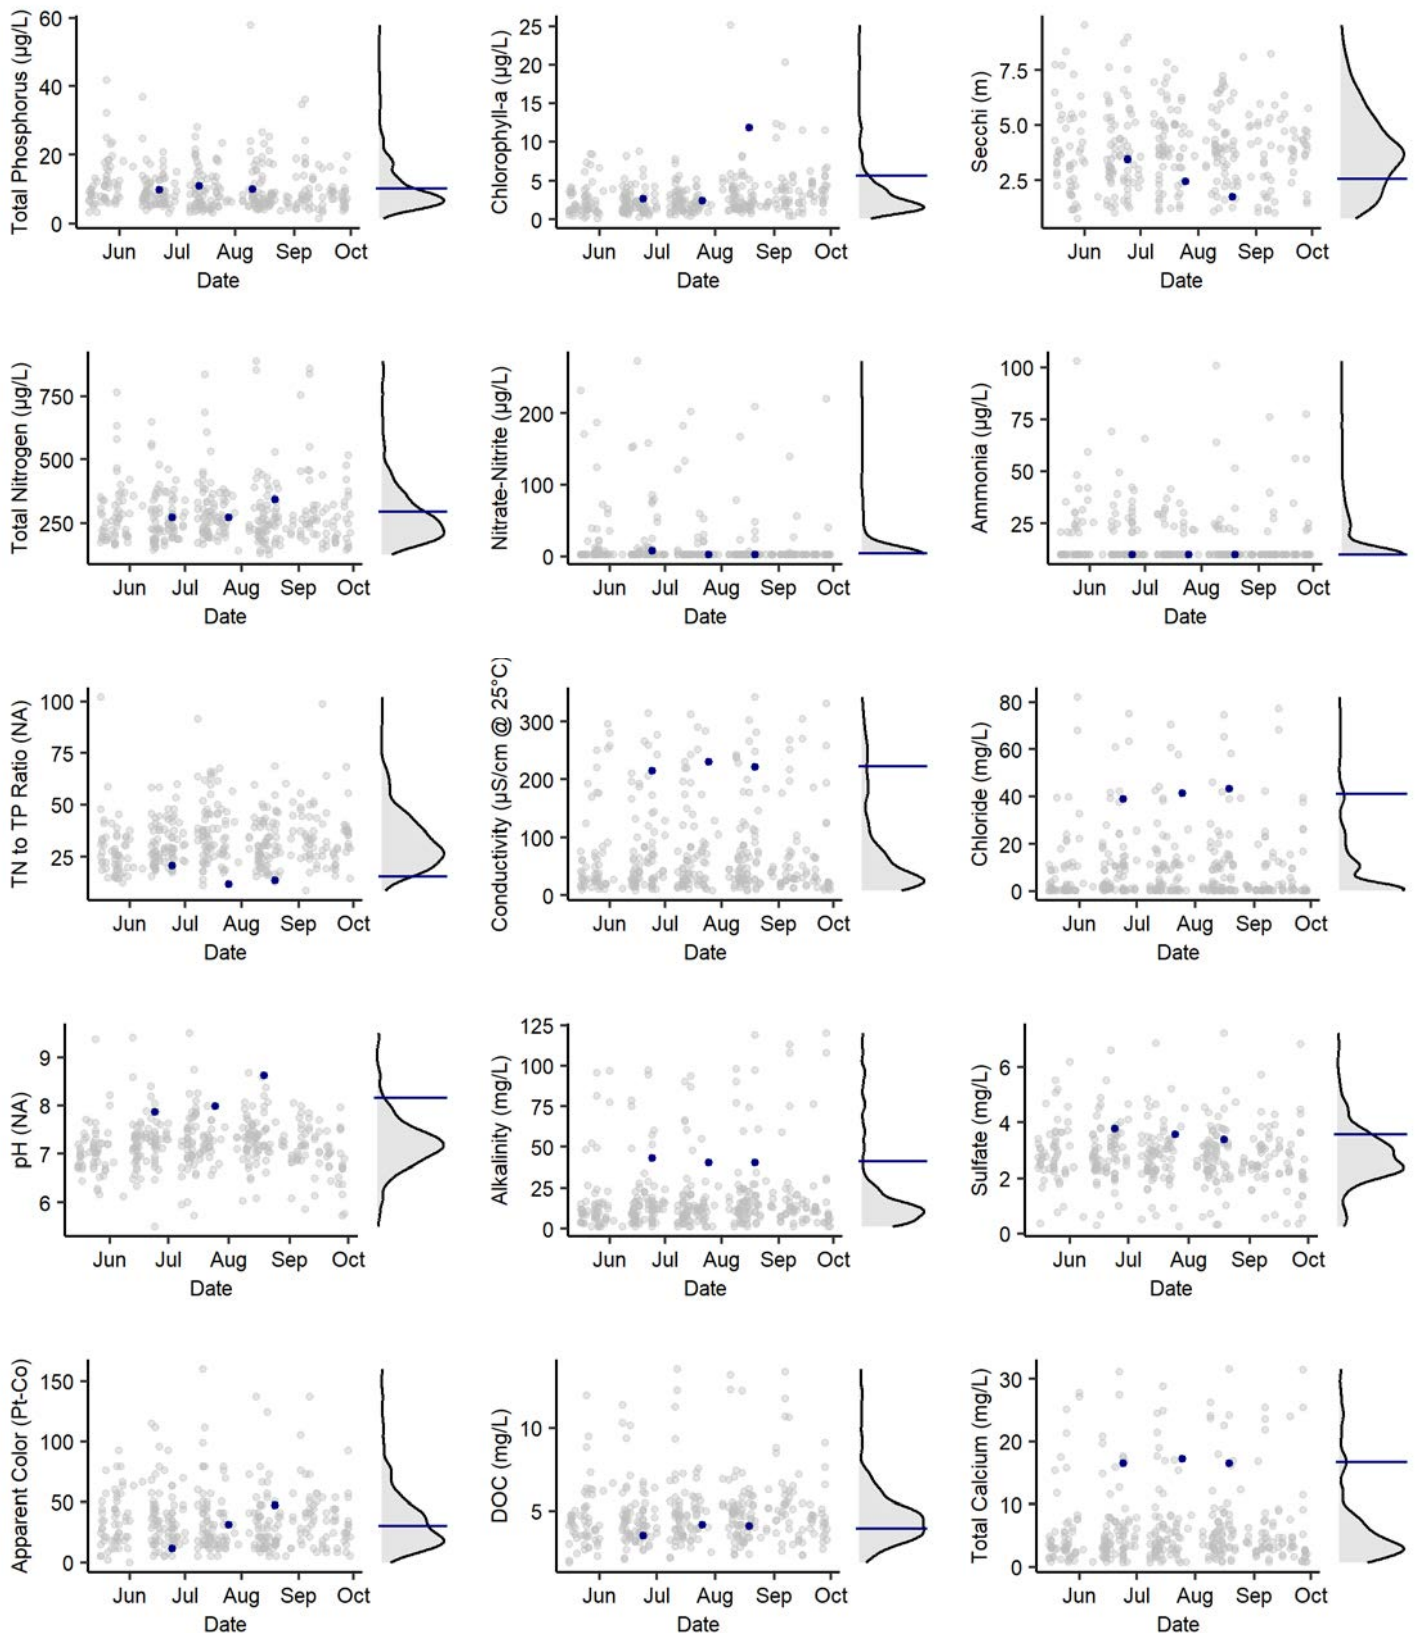 Total Phosphorus (µg/L)
60
40
20
0
Jun Jul Aug Sep Oct
Date
Chlorophyll-a (µg/L)
25
20
15
10
5
0
Jun Jul Aug Sep Oct
Date
Secchi (m)
7.5
5.0
2.5
Jun Jul Aug Sep Oct
Date
Total Nitrogen (µg/L)
750
500
250
Jun Jul Aug Sep Oct
Date
Nitrate-Nitrite (µg/L)
200
100
0
Jun Jul Aug Sep Oct
Date
Ammonia (µg/L)
100
75
50
25
Jun Jul Aug Sep Oct
Date
TN to TP Ratio (NA)
100
75
50
25
Jun Jul Aug Sep Oct
Date
Conductivity (µS/cm @ 25°C)
300
200
100
0
Jun Jul Aug Sep Oct
Date
Chloride (mg/L)
80
60
40
20
0
Jun Jul Aug Sep Oct
Date
pH (NA)
9
8
7
6
Jun Jul Aug Sep Oct
Date
Alkalinity (mg/L)
125
100
75
50
25
0
Jun Jul Aug Sep Oct
Date
Sulfate (mg/L)
6
4
2
0
Jun Jul Aug Sep Oct
Date
Apparent Color (Pt-Co)
150
100
50
0
Jun Jul Aug Sep Oct
Date
DOC (mg/L)
10
5
Jun Jul Aug Sep Oct
Date
Total Calcium (mg/L)
30
20
10
0
Jun Jul Aug Sep Oct
Date